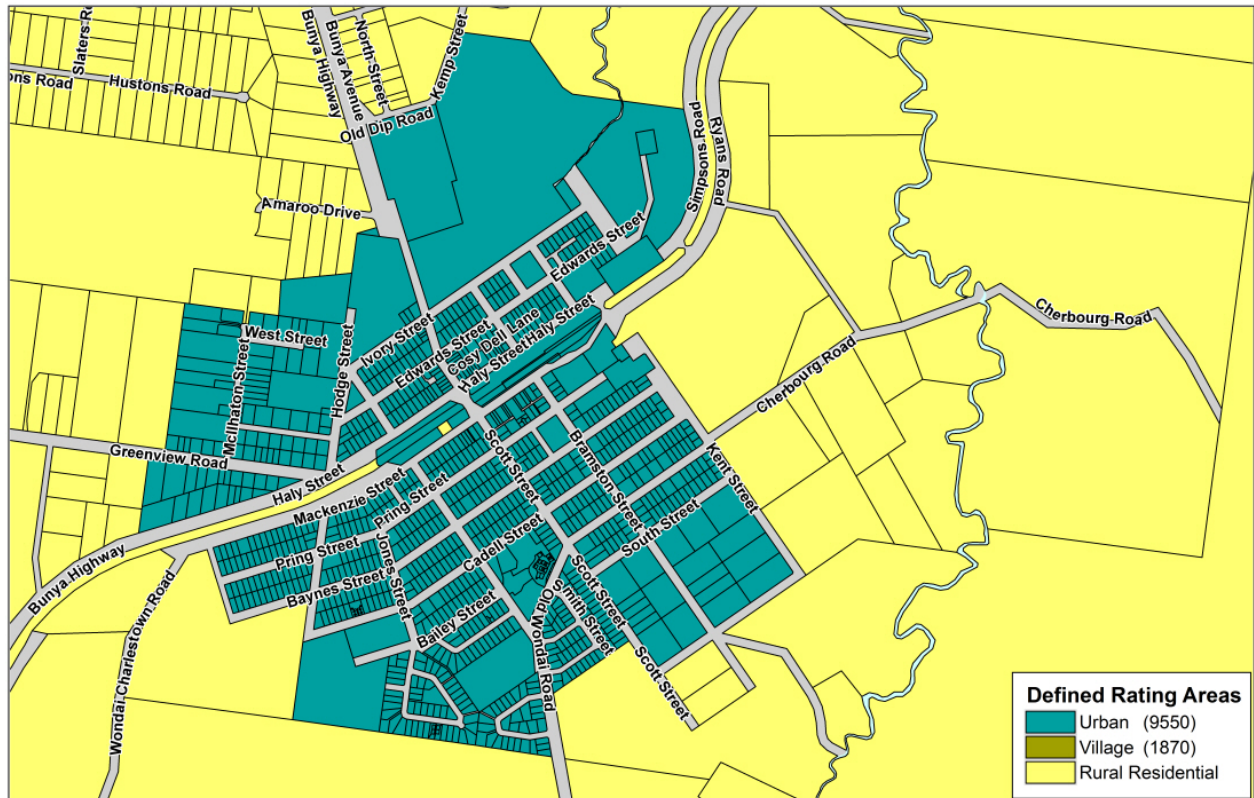 Slaters Ro
ons Road
Hustons Road
Bunya Highway
Bunya Avenue
North Street
Kemp Street
Old Dip Road
Amaroo Drive
Simpsons Road
Ryans Road
Edwards Street
West Street
McIlhaton Street
Hodge Street
Ivory Street
Edwards Street
Cosy Dell Lane
Haly Street
Haly Street
Cherbourg Road
Cherbourg Road
Greenview Road
Haly Street
Mackenzie Street
Pring Street
Scott Street
Bramston Street
Kent Street
South Street
Bunya Highway
Pring Street
Jones Street
Cadell Street
Baynes Street
Bailey Street
Scott Street
Smith Street
Old Wondai Road
Scott Street
Wondai Charlestown Road
Defined Rating Areas
Urban (9550)
Village (1870)
Rural Residential